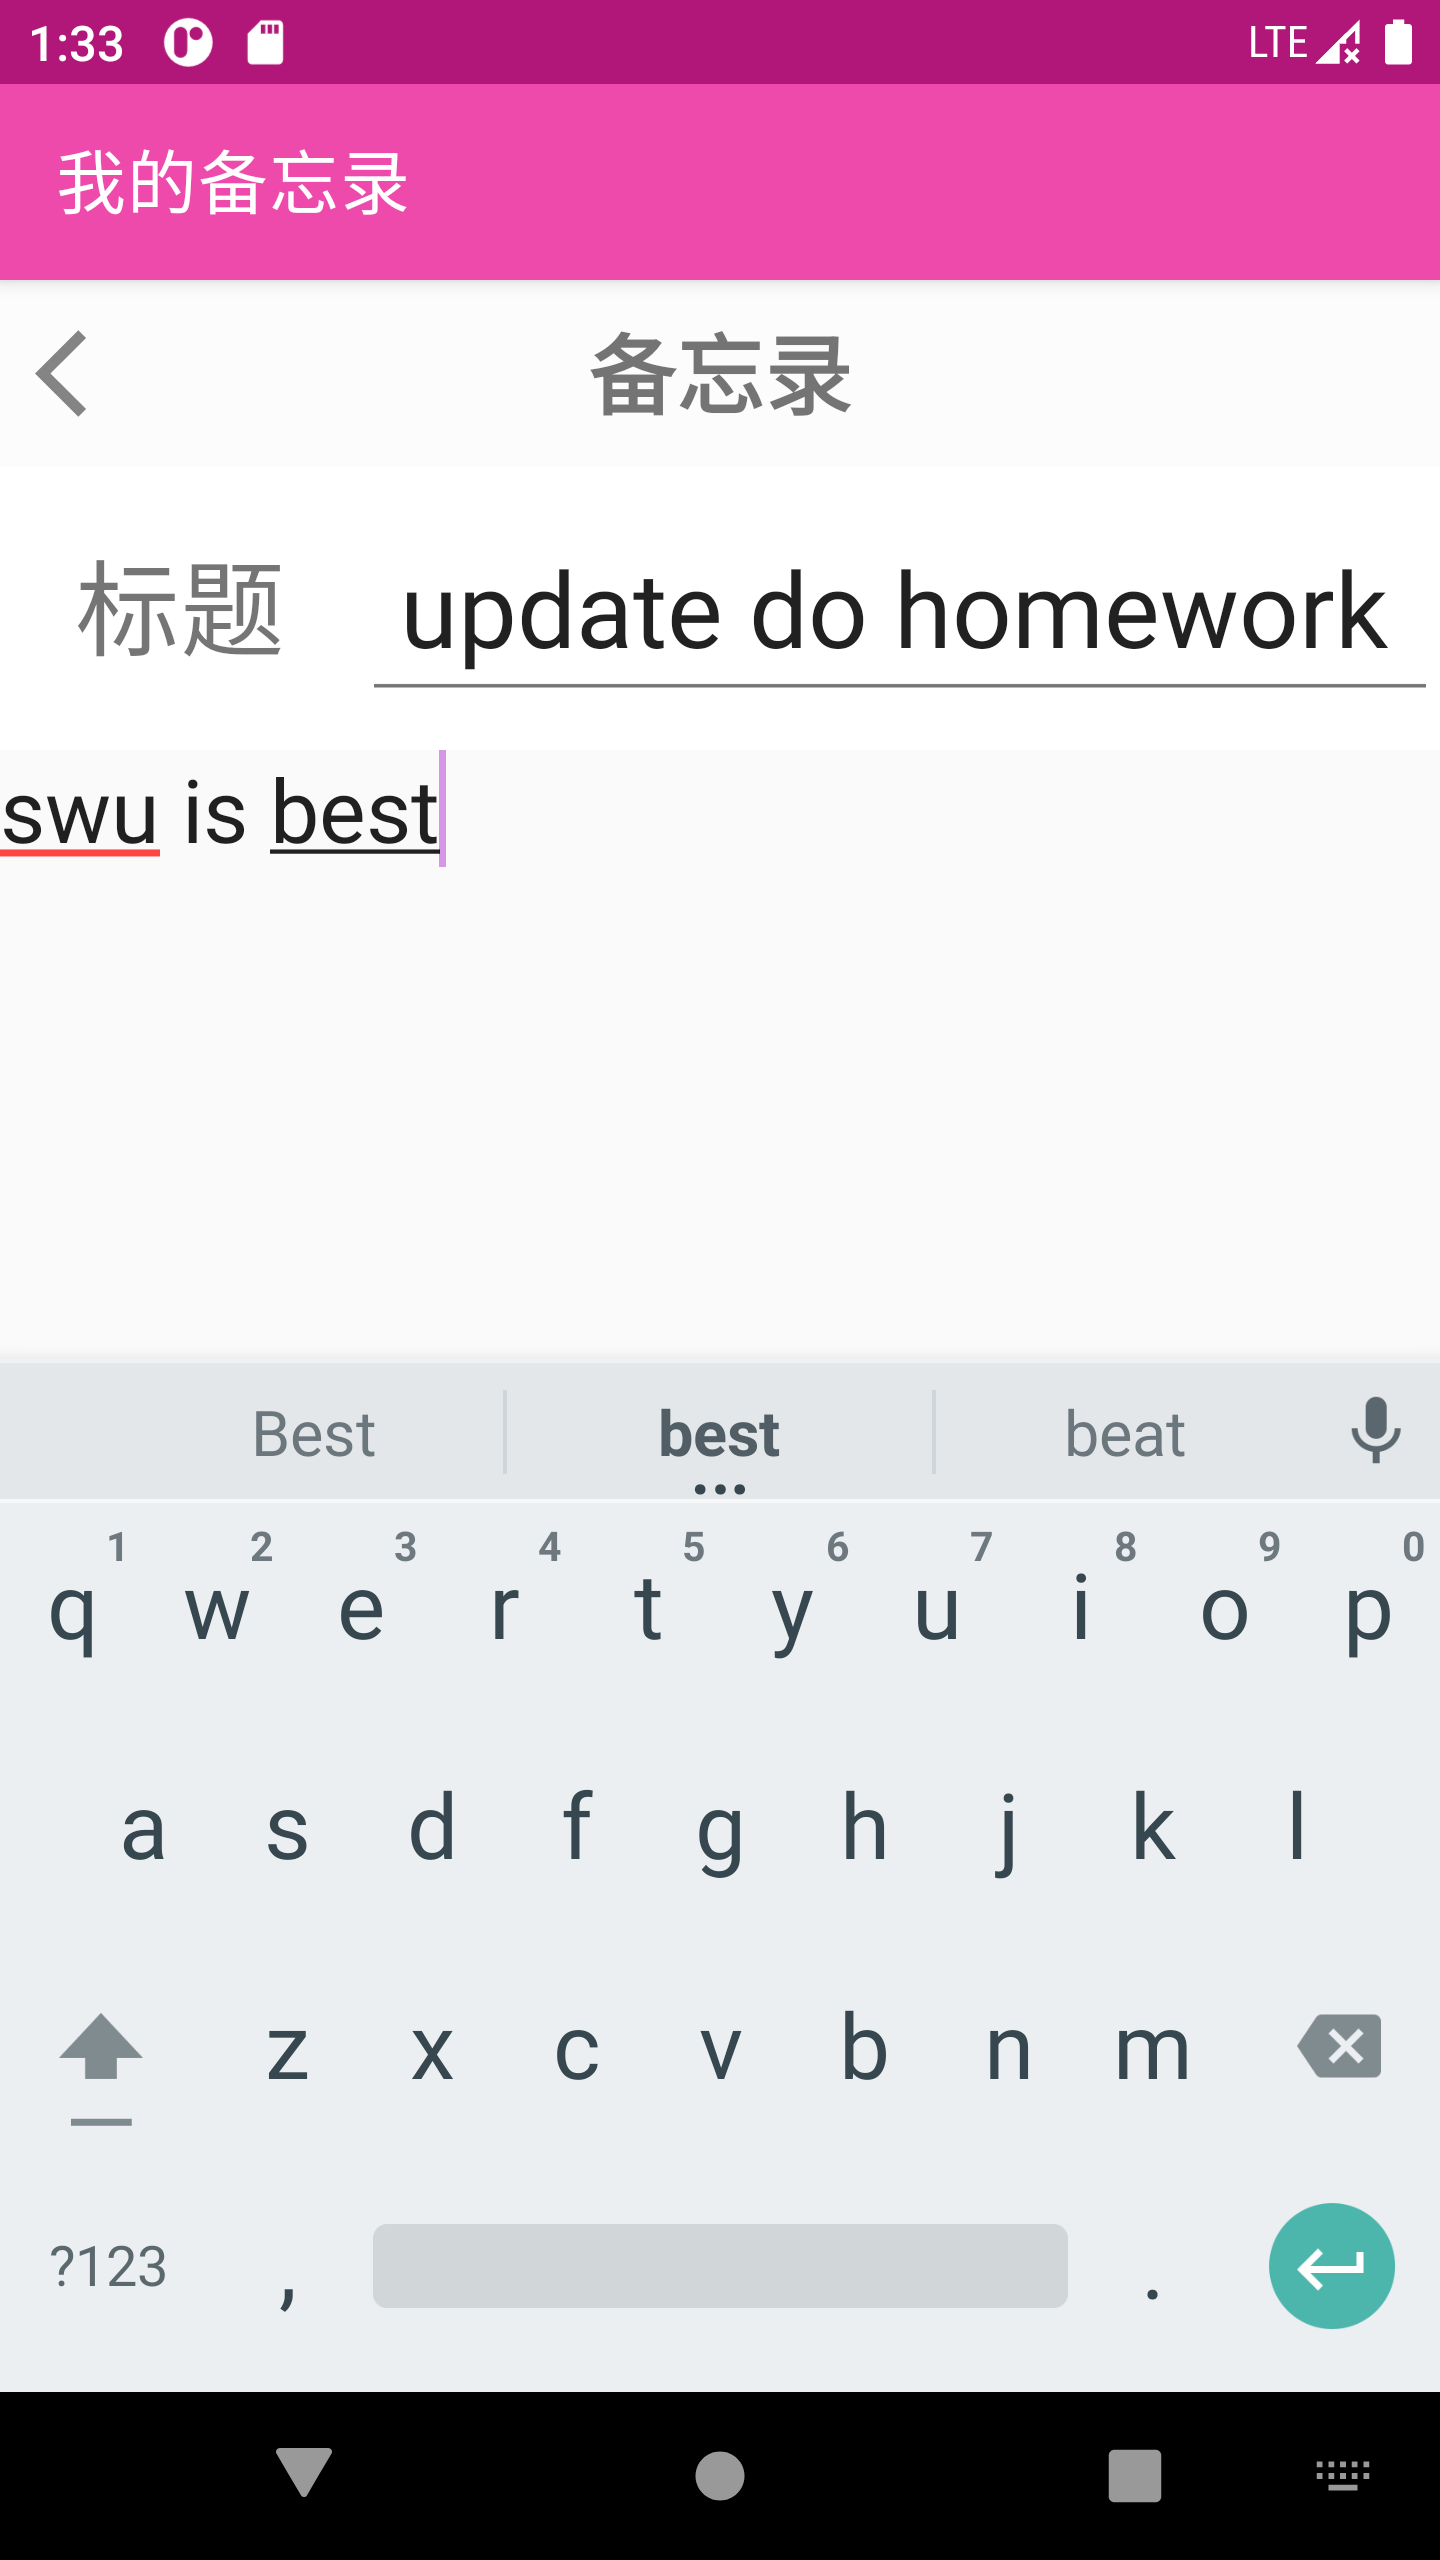 1:33 LTE
我的备忘录
备忘录
标题 update do homework
swu is best
Best best beat
1 2 3 4 5 6 7 8 9 0
q w e r t y u i o p
a s d f g h j k l
z x c v b n m
?123 , .